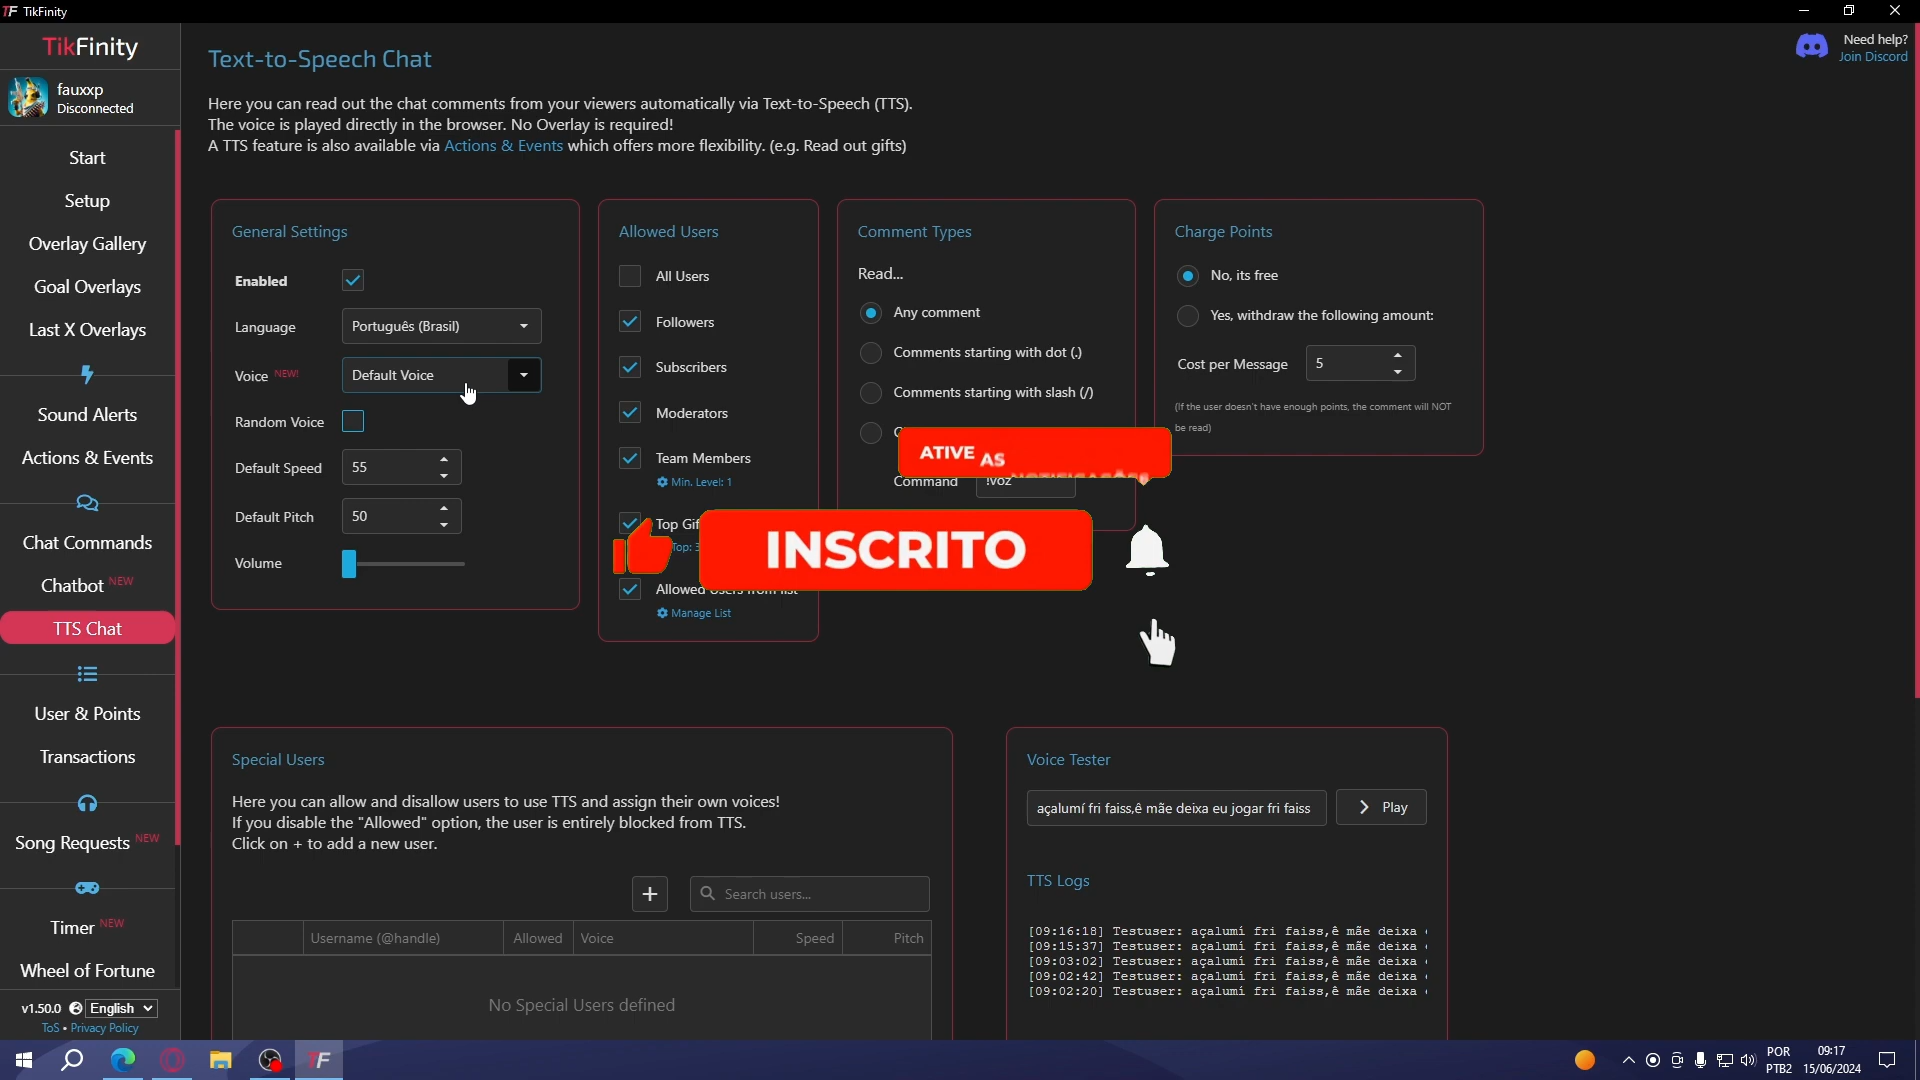 TF TikFinity
TikFinity
fauxxp
Disconnected
Start
Setup
Overlay Gallery
Goal Overlays
Last X Overlays
Sound Alerts
Actions & Events
Chat Commands
Chatbot NEW
TTS Chat
User & Points
Transactions
Song Requests NEW
Timer NEW
Wheel of Fortune
v1.50.0 English
ToS • Privacy Policy
Need help?
Join Discord
Text-to-Speech Chat
Here you can read out the chat comments from your viewers automatically via Text-to-Speech (TTS).
The voice is played directly in the browser. No Overlay is required!
A TTS feature is also available via Actions & Events which offers more flexibility. (e.g. Read out gifts)
General Settings
Enabled
Language Português (Brasil)
Voice NEW! Default Voice
Random Voice
Default Speed 55
Default Pitch 50
Volume
Allowed Users
All Users
Followers
Subscribers
Moderators
Team Members
Min. Level: 1
Top
Top: 3
Allowed
Manage List
Comment Types
Read...
Any comment
Comments starting with dot (.)
Comments starting with slash (/)
Command !voz
ATIVE AS NOTIFICAÇÕES
INSCRITO
Charge Points
No, its free
Yes, withdraw the following amount:
Cost per Message 5
(If the user doesn't have enough points, the comment will NOT
be read)
Special Users
Here you can allow and disallow users to use TTS and assign their own voices!
If you disable the "Allowed" option, the user is entirely blocked from TTS.
Click on + to add a new user.
+ Search users...
Username (@handle) Allowed Voice Speed Pitch
No Special Users defined
Voice Tester
açalumí fri faiss,ê mãe deixa eu jogar fri faiss
Play
TTS Logs
[09:16:18] Testuser: açalumí fri faiss,ê mãe deixa
[09:15:37] Testuser: açalumí fri faiss,ê mãe deixa
[09:03:02] Testuser: açalumí fri faiss,ê mãe deixa
[09:02:42] Testuser: açalumí fri faiss,ê mãe deixa
[09:02:20] Testuser: açalumí fri faiss,ê mãe deixa
TF
POR
PTB2
09:17
15/06/2024